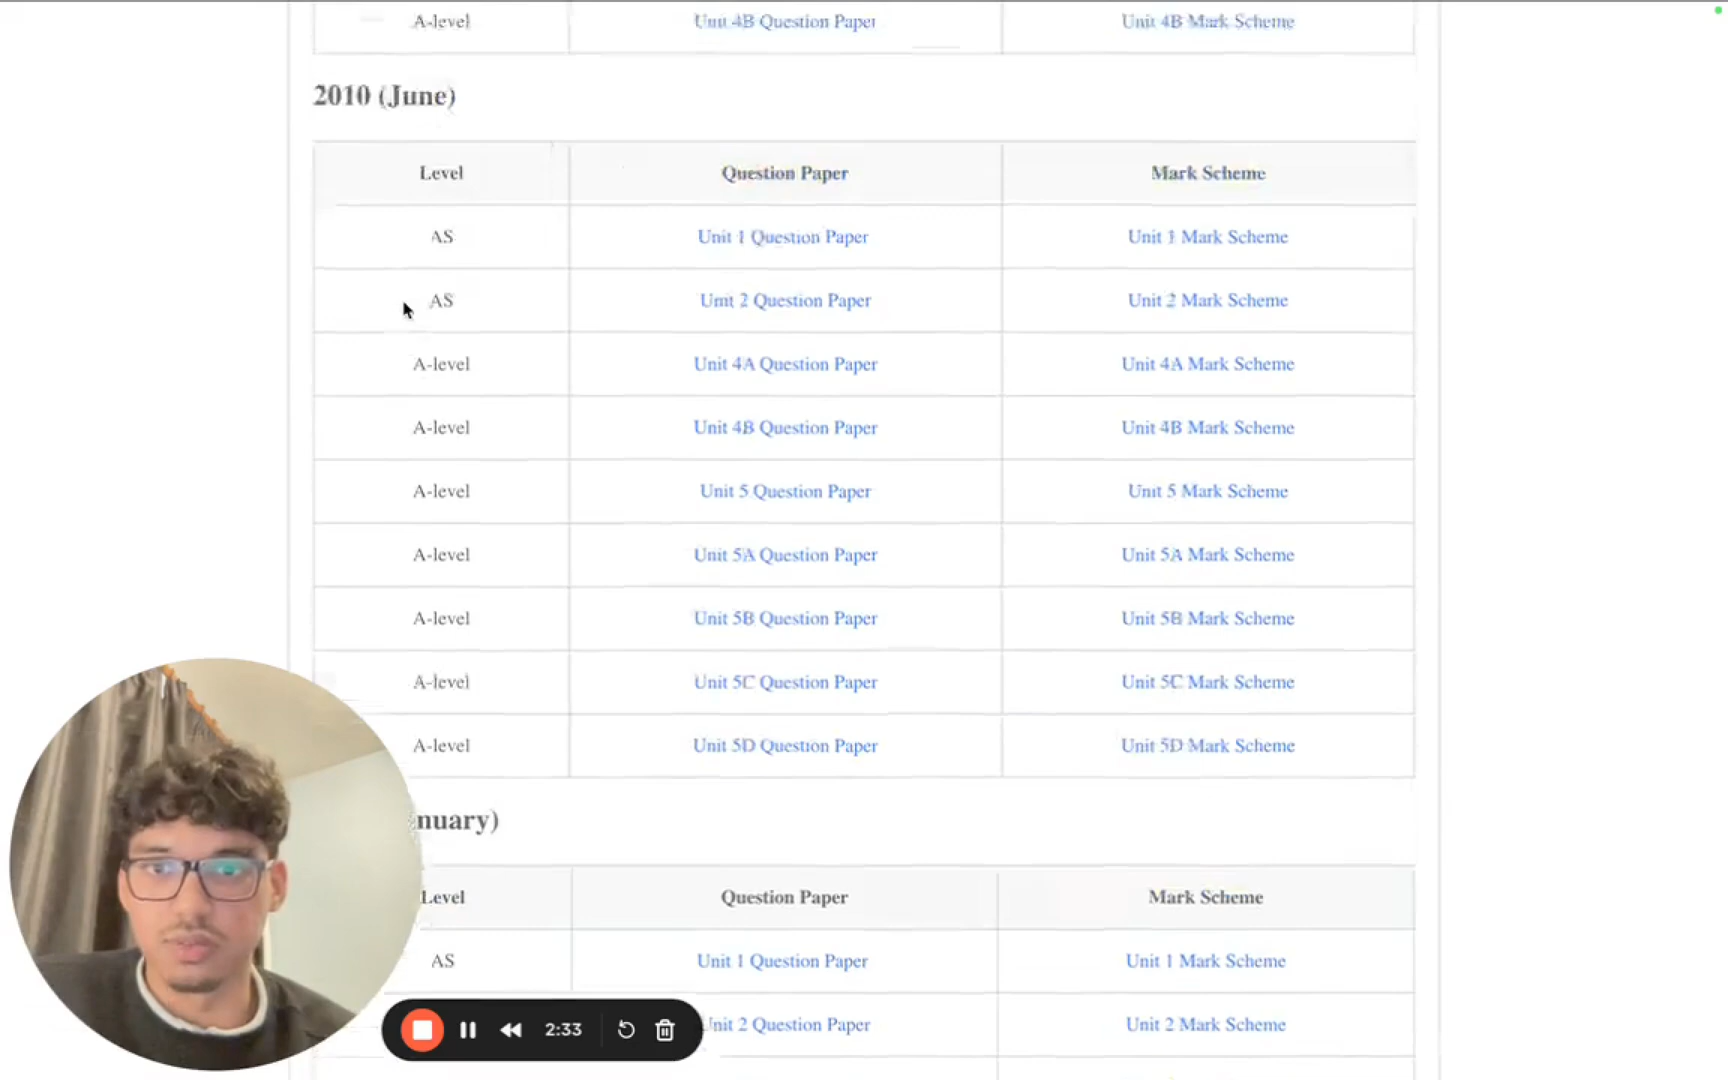 A-level Unit 4B Question Paper Unit 4B Mark Scheme
2010 (June)
Level Question Paper Mark Scheme
AS Unit 1 Question Paper Unit 1 Mark Scheme
AS Unit 2 Question Paper Unit 2 Mark Scheme
A-level Unit 4A Question Paper Unit 4A Mark Scheme
A-level Unit 4B Question Paper Unit 4B Mark Scheme
A-level Unit 5 Question Paper Unit 5 Mark Scheme
A-level Unit 5A Question Paper Unit 5A Mark Scheme
A-level Unit 5B Question Paper Unit 5B Mark Scheme
A-level Unit 5C Question Paper Unit 5C Mark Scheme
A-level Unit 5D Question Paper Unit 5D Mark Scheme
nuary)
Level Question Paper Mark Scheme
AS Unit 1 Question Paper Unit 1 Mark Scheme
Unit 2 Question Paper Unit 2 Mark Scheme
2:33